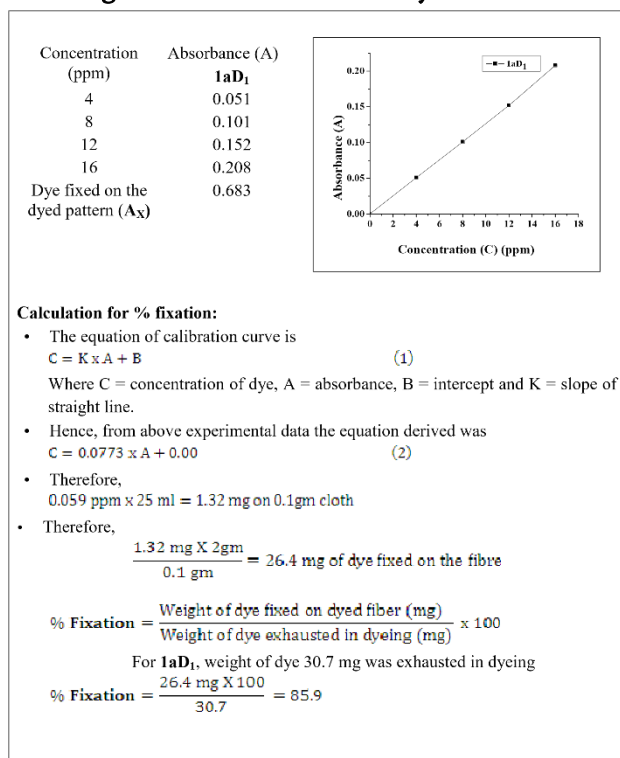 Concentration Absorbance (A)
(ppm) 1aD₁
4 0.051
8 0.101
12 0.152
16 0.208
Dye fixed on the 0.683
dyed pattern (Aₓ)
1aD₁
Absorbance (A)
0.20
0.15
0.10
0.05
0.00
0 2 4 6 8 10 12 14 16 18
Concentration (C) (ppm)
Calculation for % fixation:
• The equation of calibration curve is
C = K x A + B (1)
Where C = concentration of dye, A = absorbance, B = intercept and K = slope of
straight line.
• Hence, from above experimental data the equation derived was
C = 0.0773 x A + 0.00 (2)
• Therefore,
0.059 ppm x 25 ml = 1.32 mg on 0.1gm cloth
• Therefore,
1.32 mg X 2gm
0.1 gm
= 26.4 mg of dye fixed on the fibre
% Fixation = Weight of dye fixed on dyed fiber (mg)
Weight of dye exhausted in dyeing (mg)
x 100
For 1aD₁, weight of dye 30.7 mg was exhausted in dyeing
% Fixation = 26.4 mg X 100
30.7
= 85.9